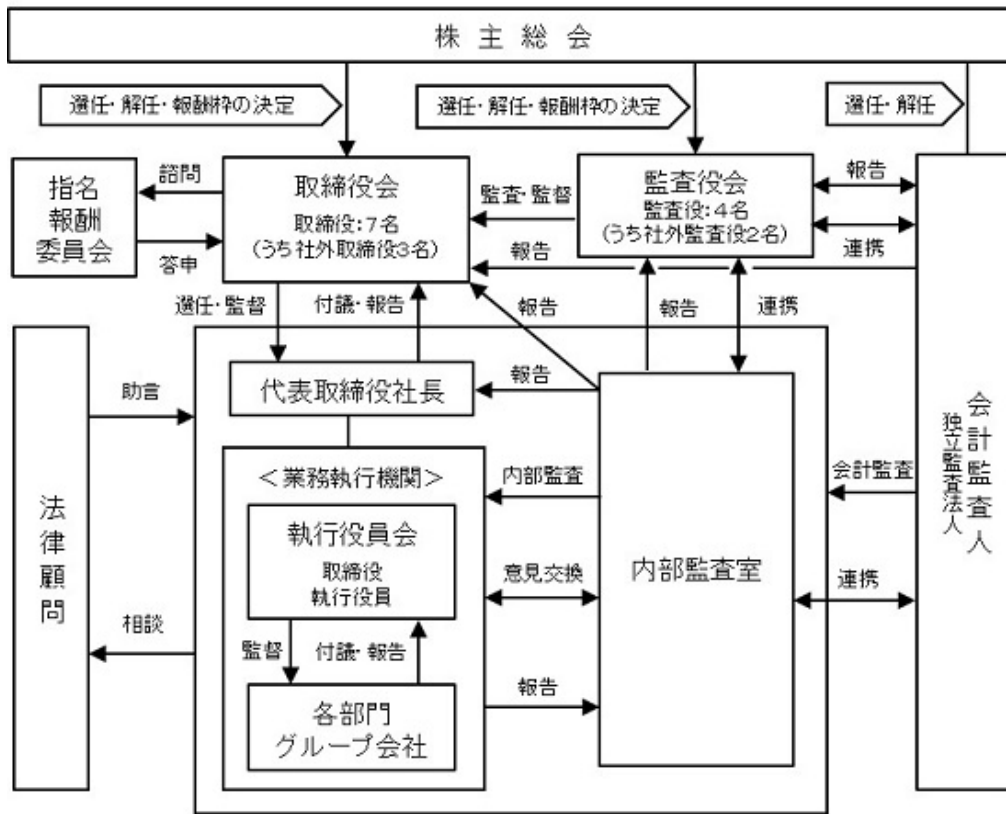 株主総会
選任・解任・報酬枠の決定
選任・解任・報酬枠の決定
選任・解任
指名
報酬
委員会
諮問
答申
取締役会
取締役:7名
(うち社外取締役3名)
監査・監督
監査役会
監査役:4名
(うち社外監査役2名)
報告
連携
報告
選任・監督
付議・報告
報告
報告
連携
代表取締役社長
報告
助言
法律顧問
相談
<業務執行機関>
執行役員会
取締役
執行役員
監督
付議・報告
各部門
グループ会社
内部監査
意見交換
報告
内部監査室
会計監査
連携
会計監査人
独立監査法人